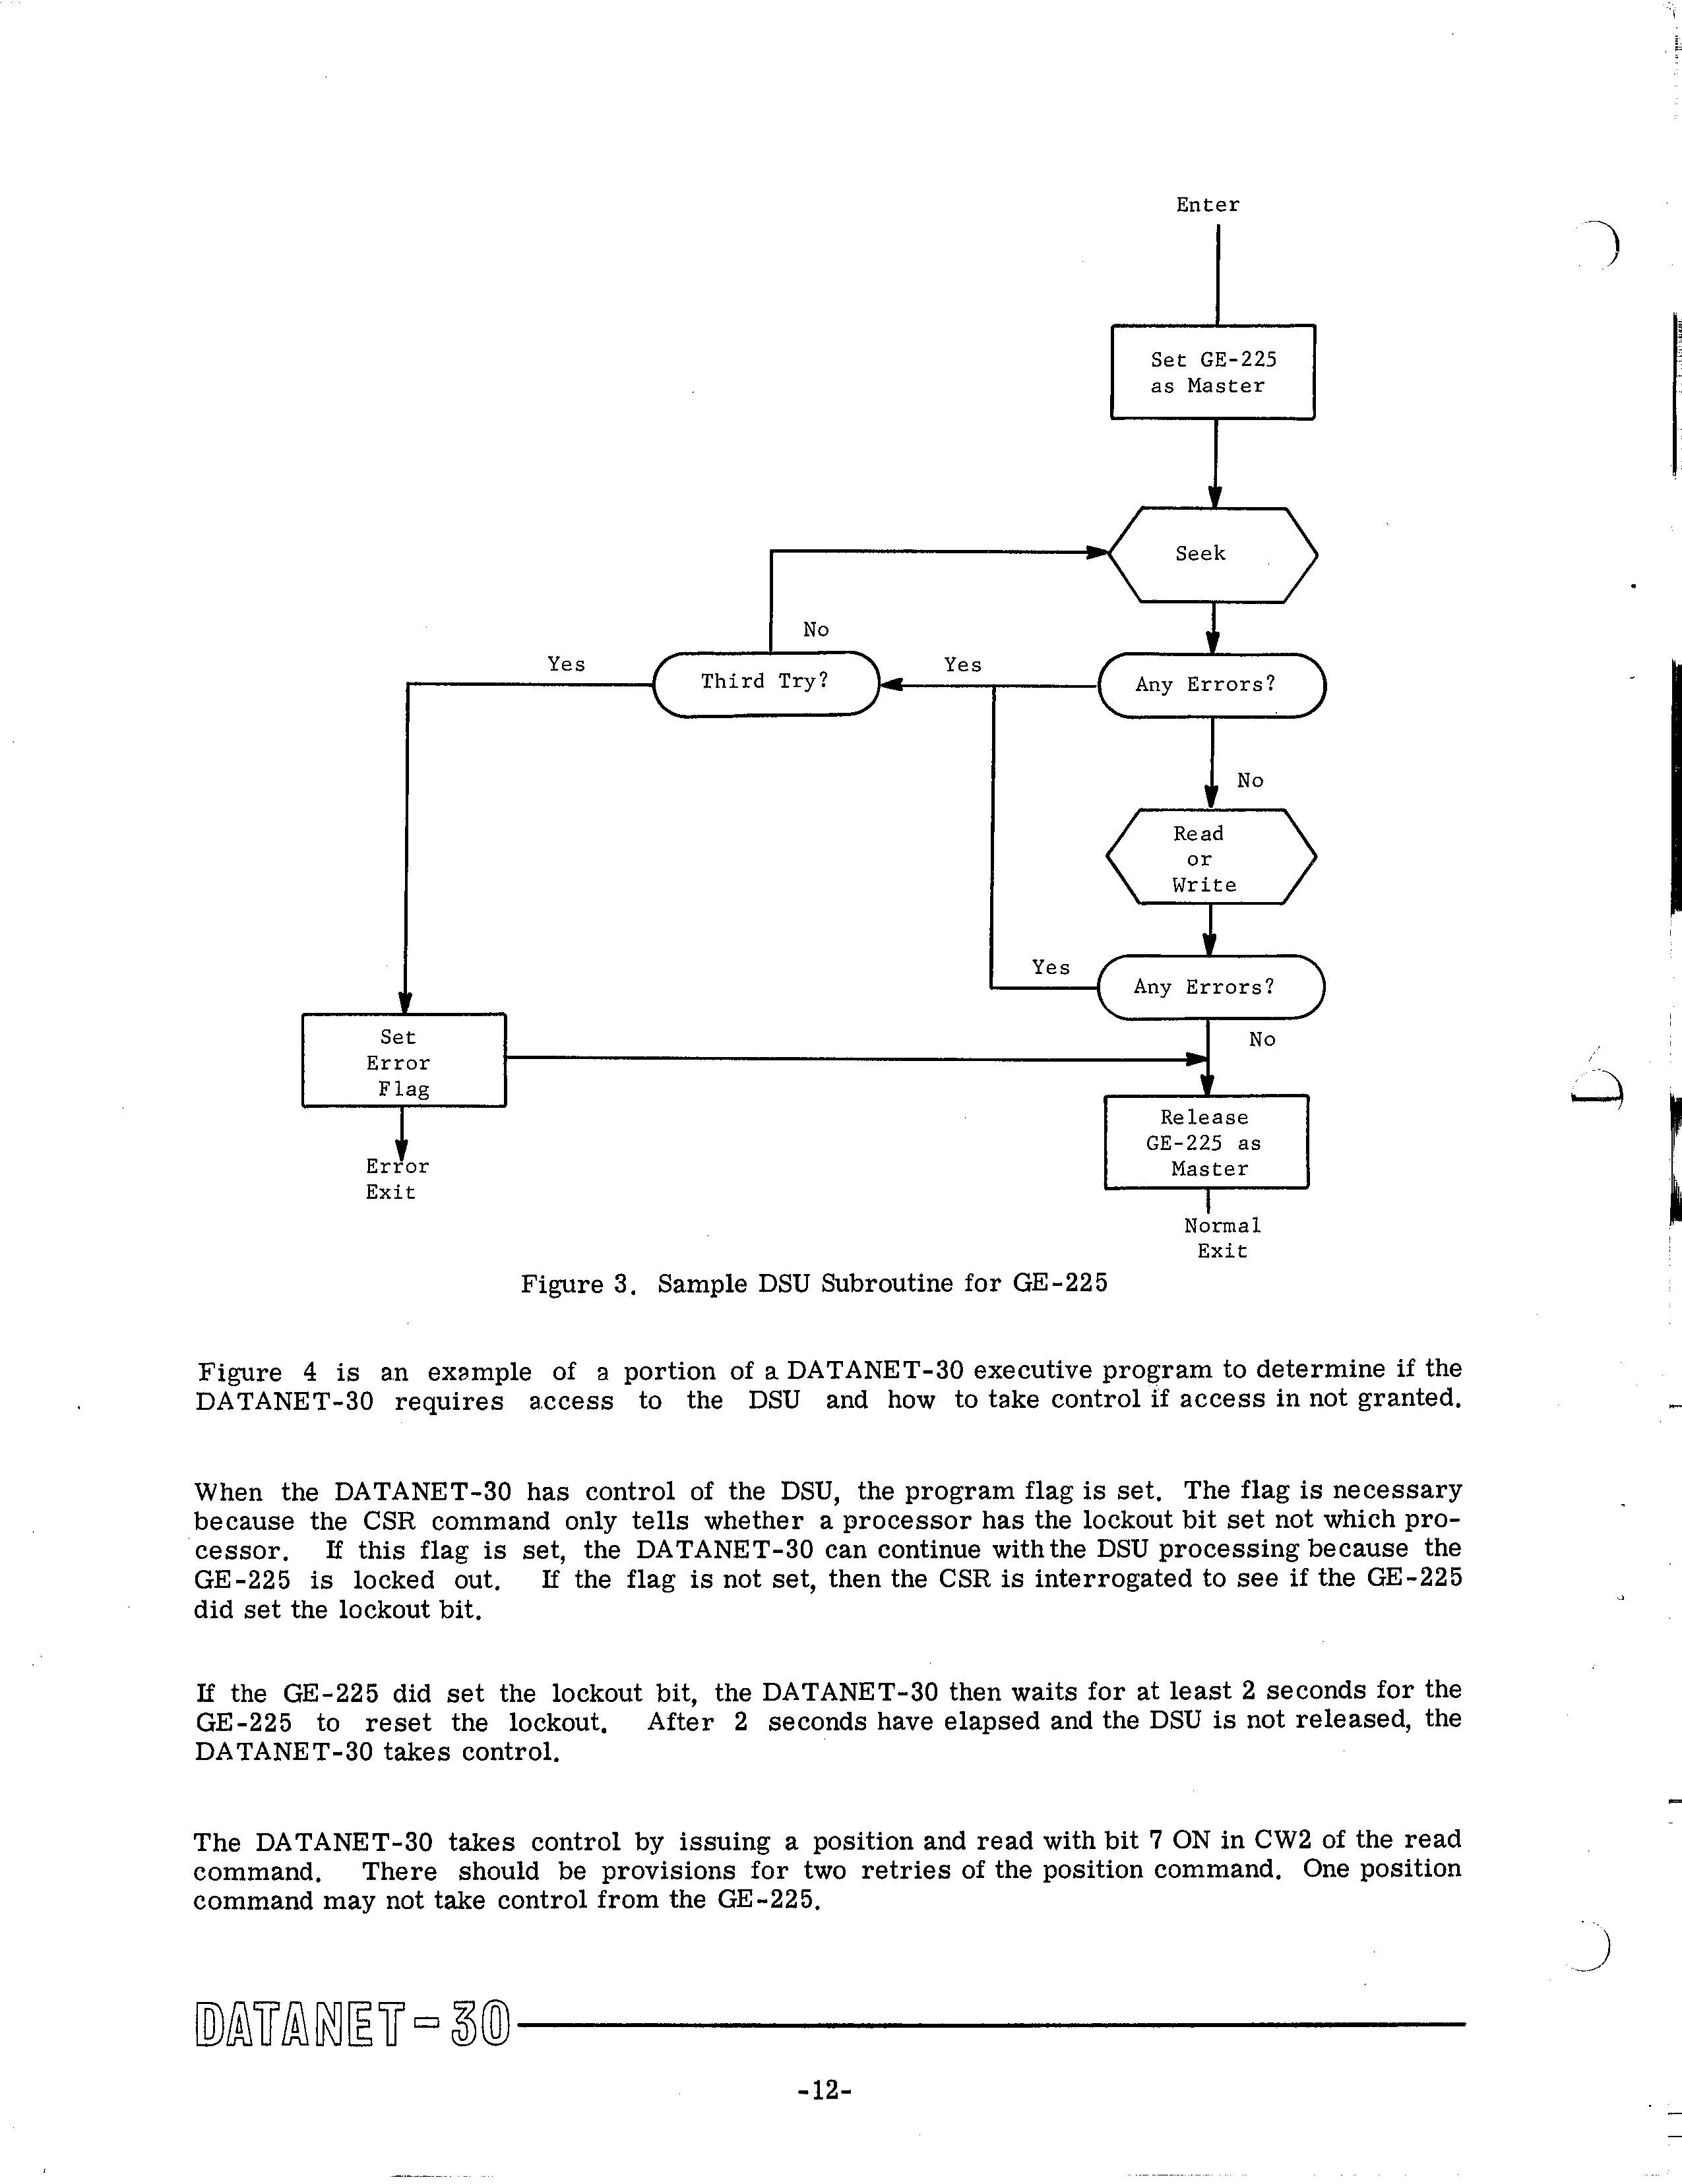 Enter
Set GE-225
as Master
Seek
No
Yes
Third Try?
Yes
Any Errors?
No
Read
or
Write
Yes
Any Errors?
No
Set
Error
Flag
Release
GE-225 as
Master
Error
Exit
Normal
Exit
Figure 3. Sample DSU Subroutine for GE-225
Figure 4 is an example of a portion of a DATANET-30 executive program to determine if the
DATANET-30 requires access to the DSU and how to take control if access in not granted.
When the DATANET-30 has control of the DSU, the program flag is set. The flag is necessary
because the CSR command only tells whether a processor has the lockout bit set not which pro-
cessor. If this flag is set, the DATANET-30 can continue with the DSU processing because the
GE-225 is locked out. If the flag is not set, then the CSR is interrogated to see if the GE-225
did set the lockout bit.
If the GE-225 did set the lockout bit, the DATANET-30 then waits for at least 2 seconds for the
GE-225 to reset the lockout. After 2 seconds have elapsed and the DSU is not released, the
DATANET-30 takes control.
The DATANET-30 takes control by issuing a position and read with bit 7 ON in CW2 of the read
command. There should be provisions for two retries of the position command. One position
command may not take control from the GE-225.
DATANET-30
-12-